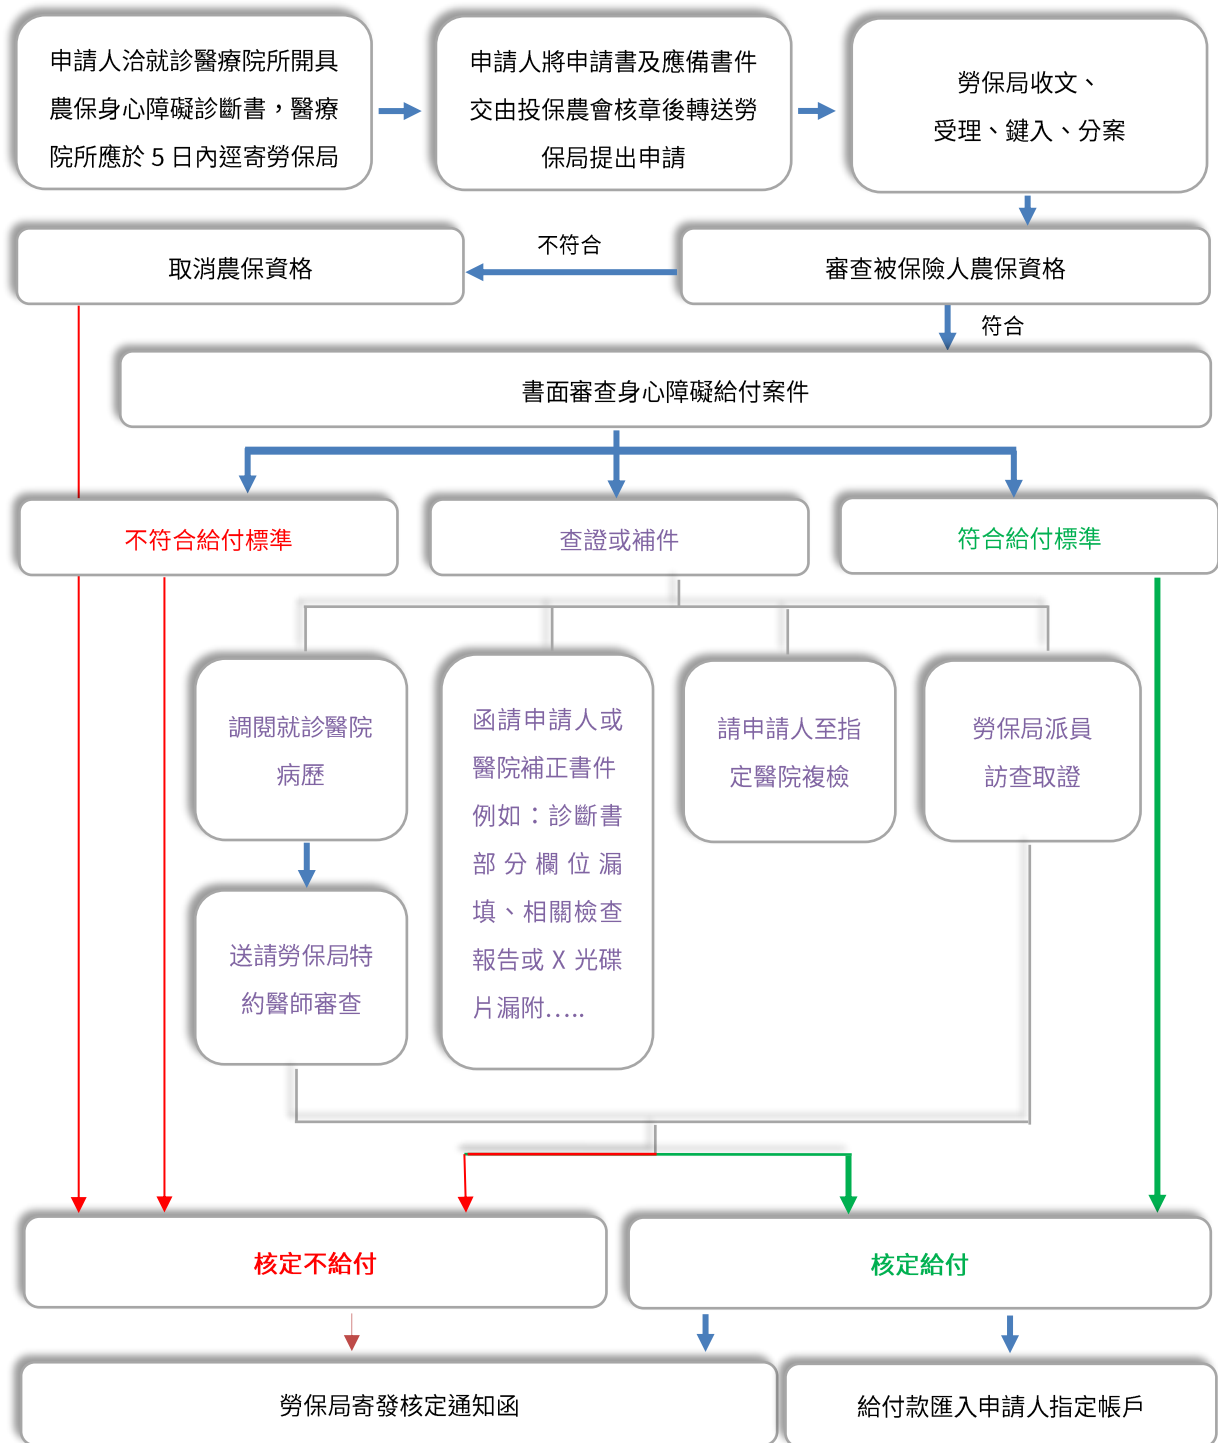 申請人洽就診醫療院所開具
農保身心障礙診斷書，醫療
院所應於 5 日內逕寄勞保局
申請人將申請書及應備書件
交由投保農會核章後轉送勞
保局提出申請
勞保局收文、
受理、鍵入、分案
取消農保資格
不符合
審查被保險人農保資格
符合
書面審查身心障礙給付案件
不符合給付標準
查證或補件
符合給付標準
調閱就診醫院
病歷
函請申請人或
醫院補正書件
例如：診斷書
部分欄位漏
填、相關檢查
報告或 X 光碟
片漏附.....
請申請人至指
定醫院複檢
勞保局派員
訪查取證
送請勞保局特
約醫師審查
核定不給付
核定給付
勞保局寄發核定通知函
給付款匯入申請人指定帳戶